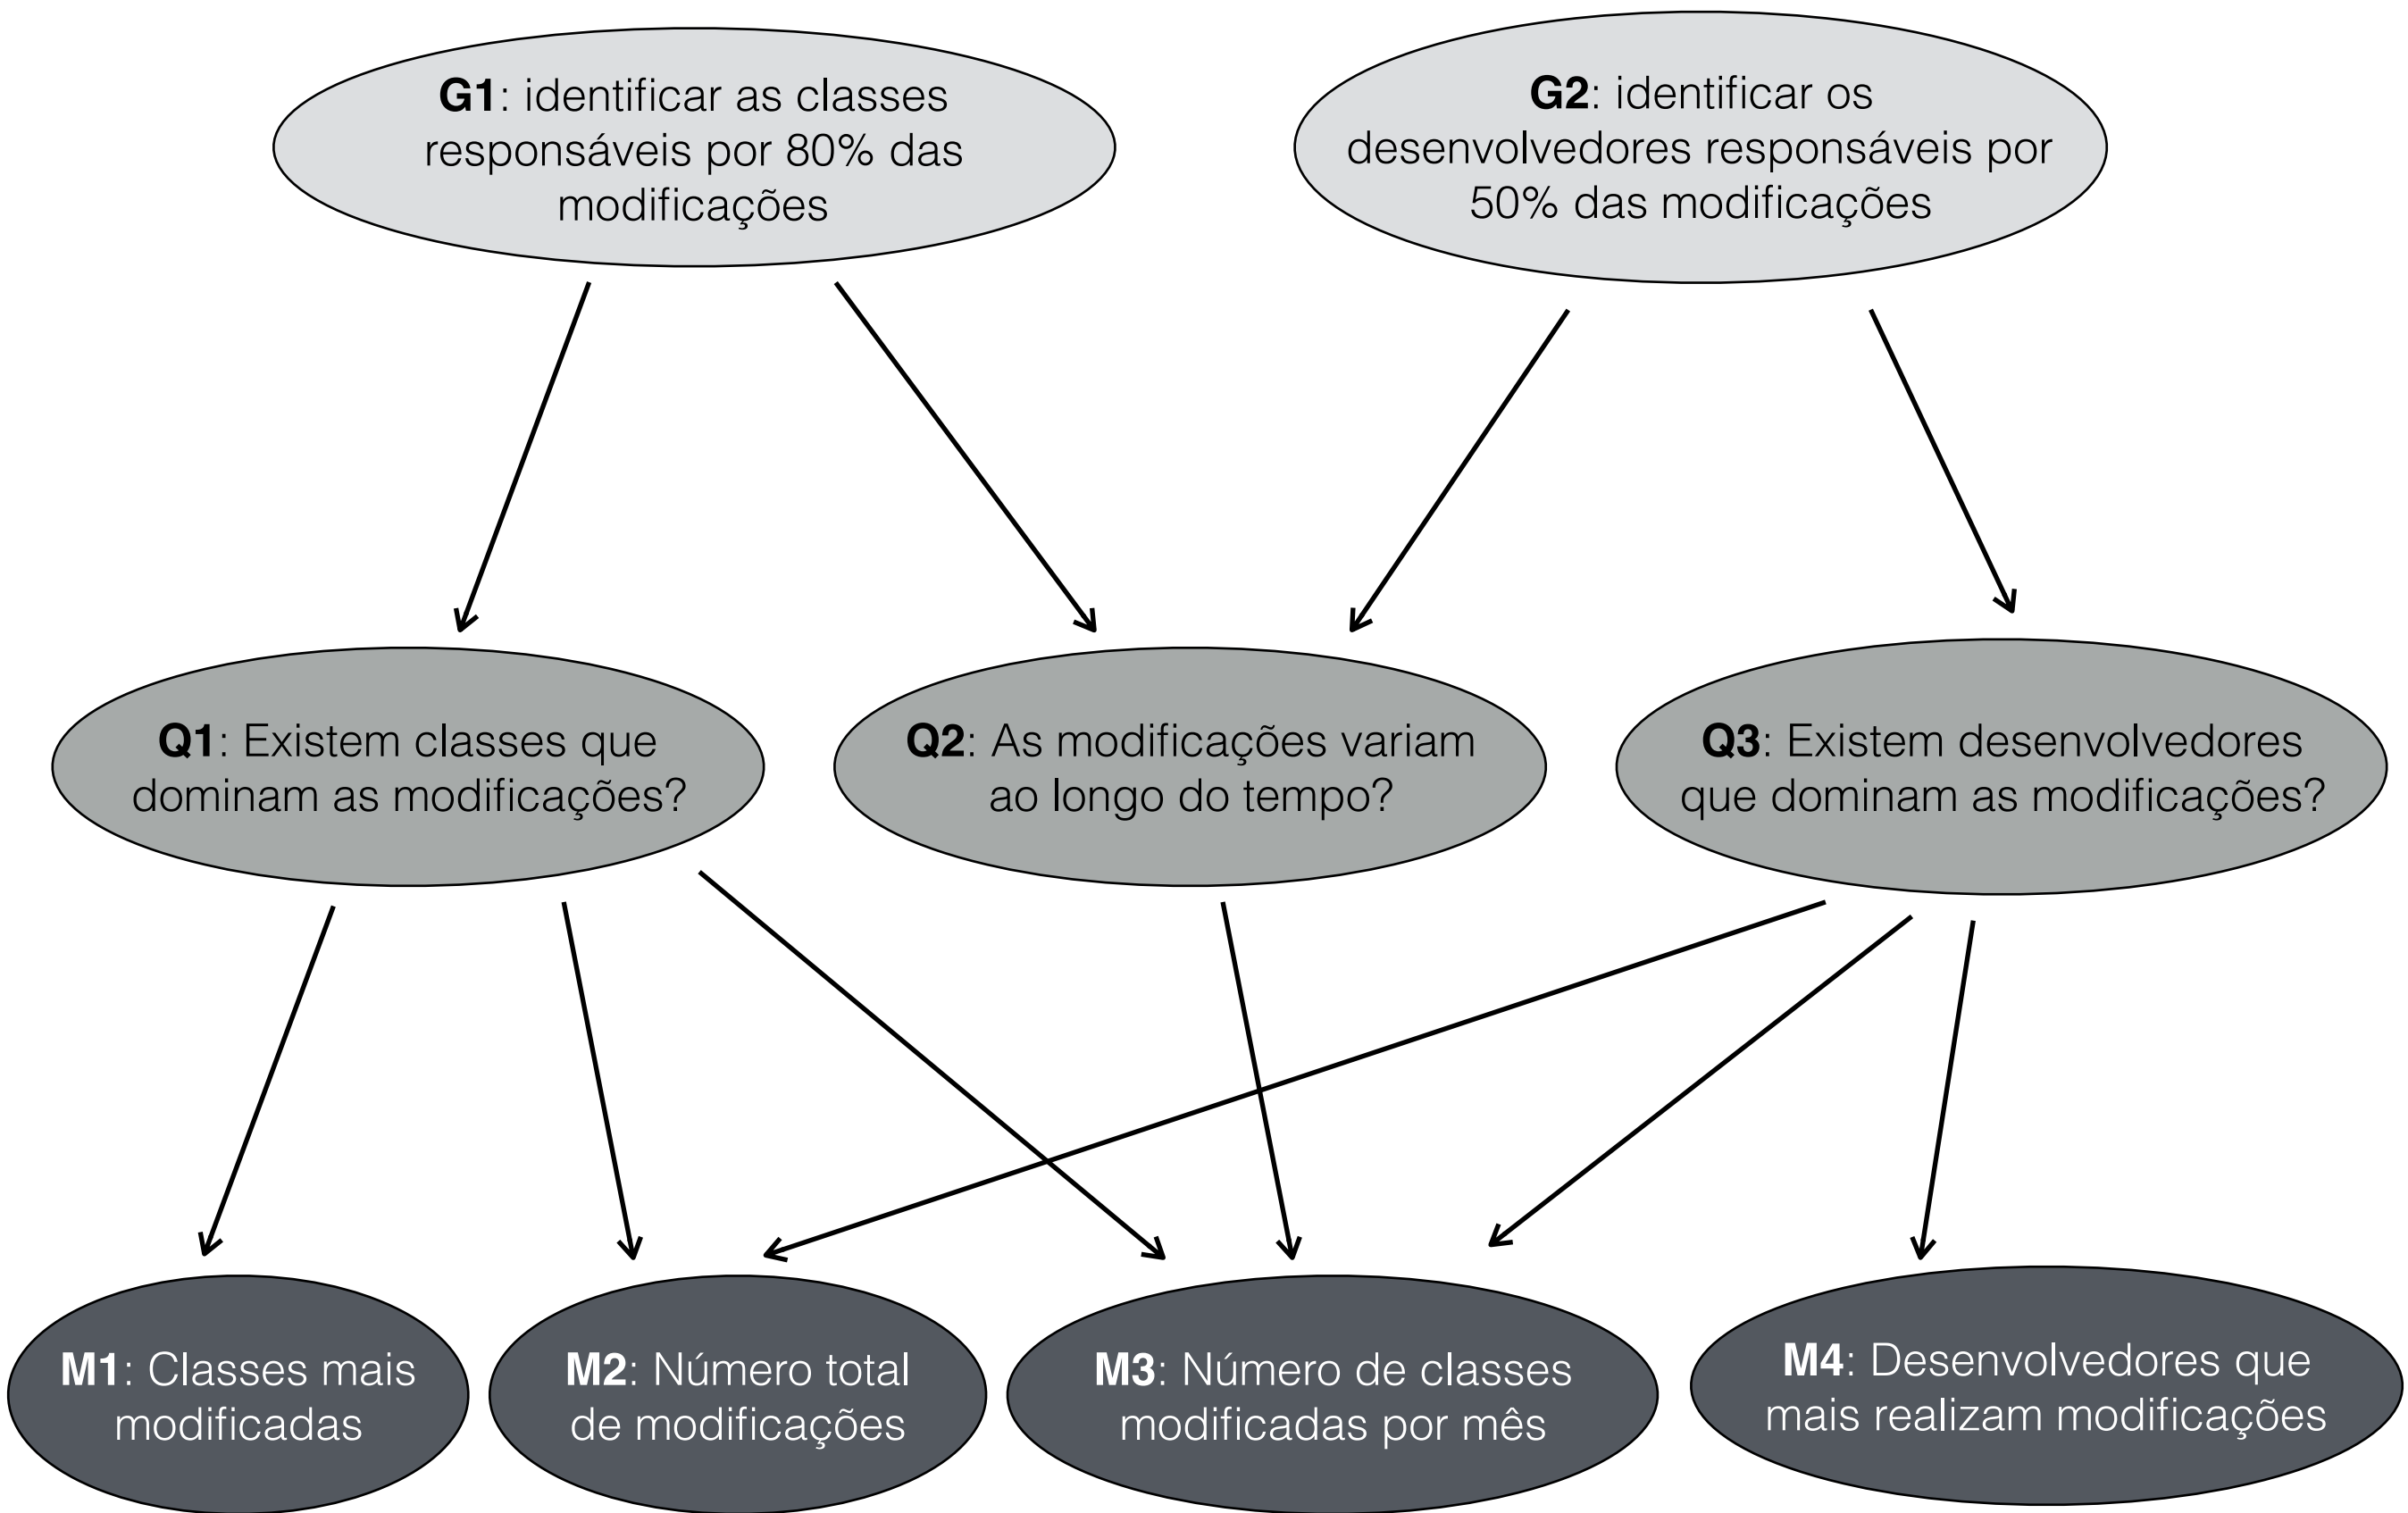 G1: identificar as classes
responsáveis por 80% das
modificações
G2: identificar os
desenvolvedores responsáveis por
50% das modificações
Q1: Existem classes que
dominam as modificações?
Q2: As modificações variam
ao longo do tempo?
Q3: Existem desenvolvedores
que dominam as modificações?
M1: Classes mais
modificadas
M2: Número total
de modificações
M3: Número de classes
modificadas por mês
M4: Desenvolvedores que
mais realizam modificações